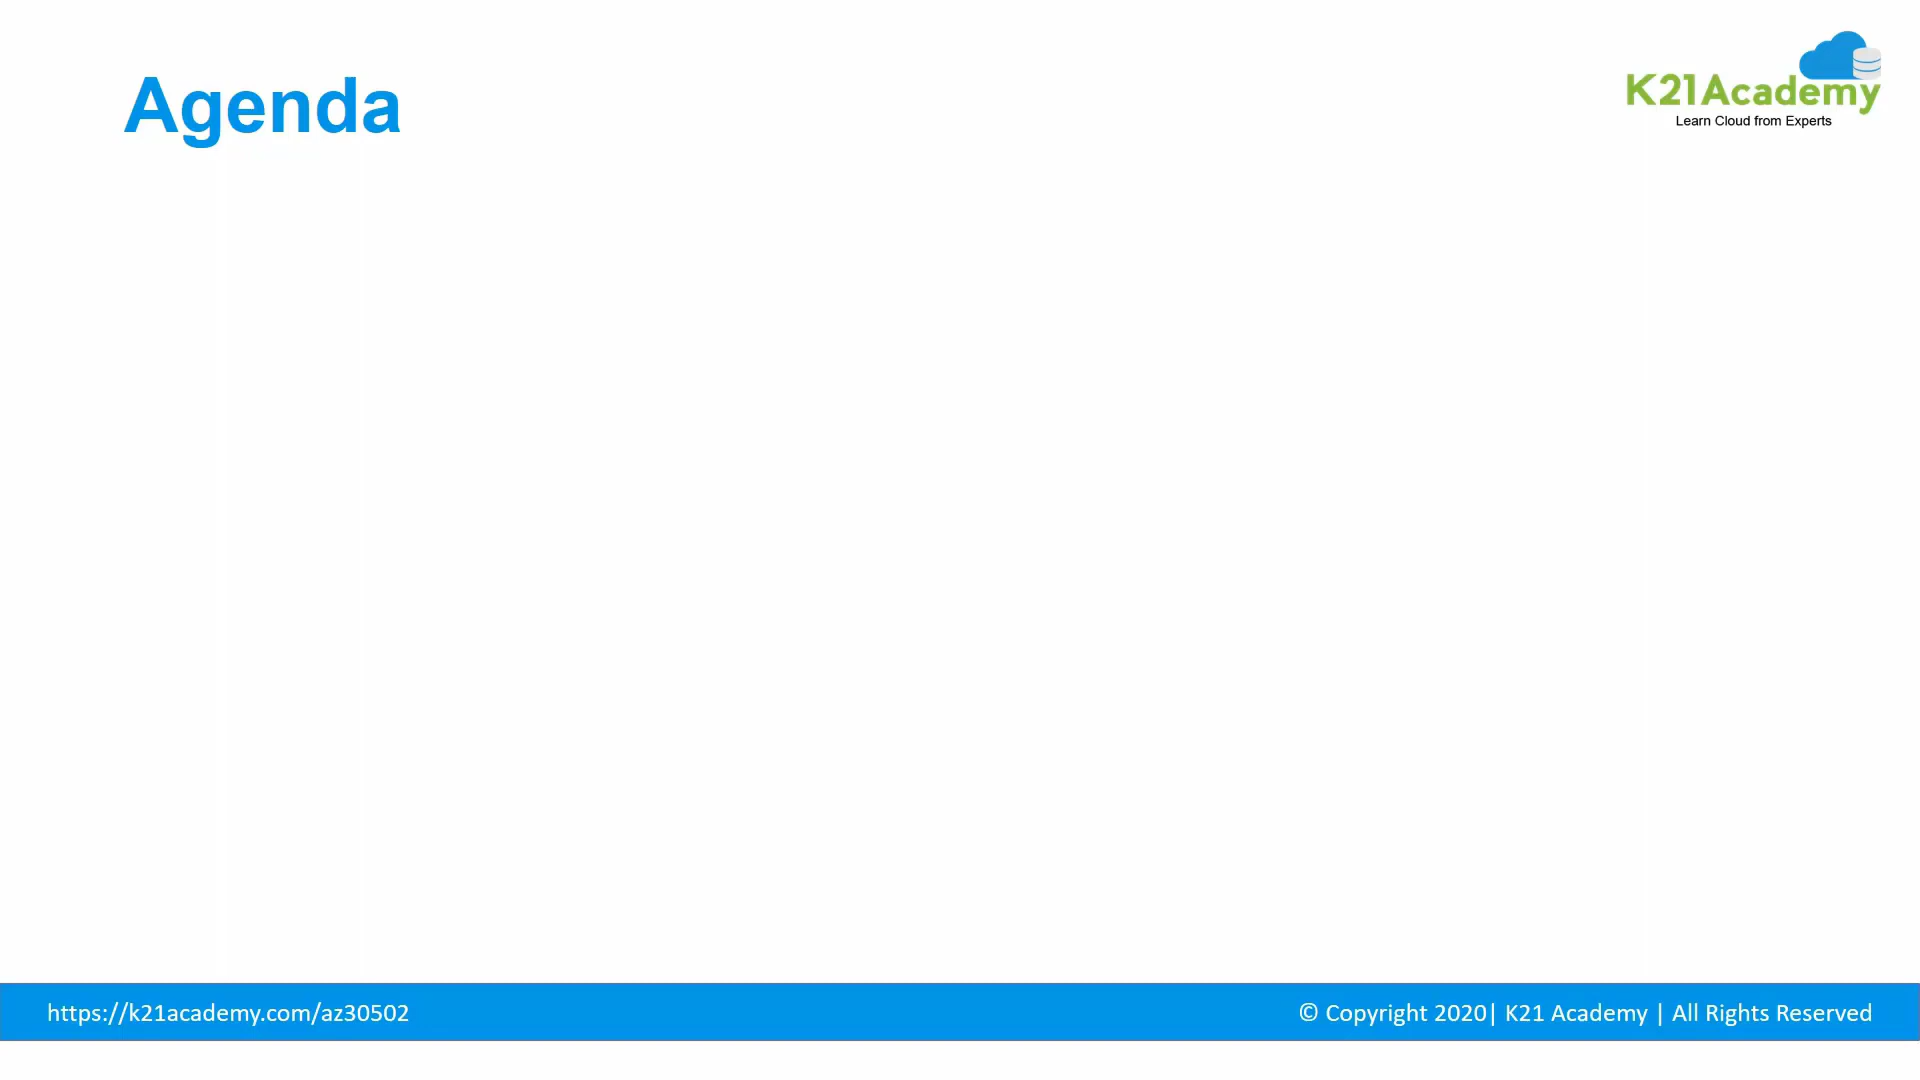 Agenda
K21Academy
Learn Cloud from Experts
https://k21academy.com/az30502
© Copyright 2020| K21 Academy | All Rights Reserved